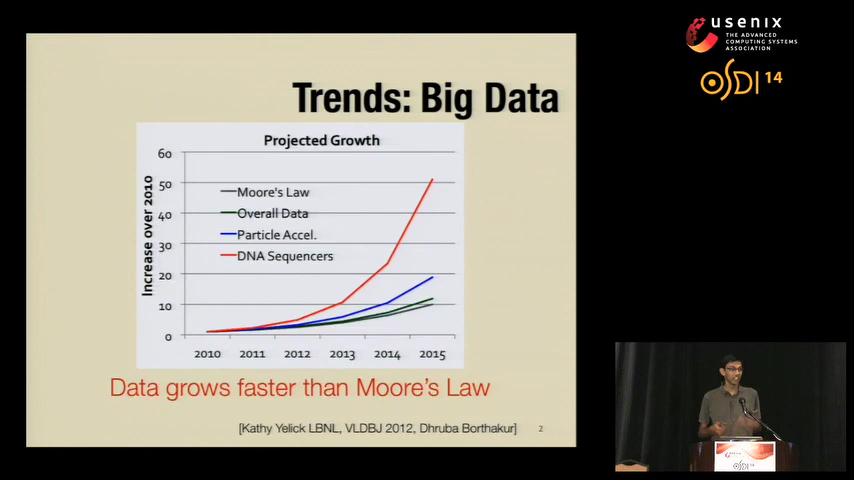 usenix
THE ADVANCED
COMPUTING SYSTEMS
ASSOCIATION
OSDI 14
Trends: Big Data
Projected Growth
60
50
40
30
20
10
0
Increase over 2010
Moore's Law
Overall Data
Particle Accel.
DNA Sequencers
2010 2011 2012 2013 2014 2015
Data grows faster than Moore's Law
[Kathy Yelick LBNL, VLDBJ 2012, Dhruba Borthakur]
2
OSDI